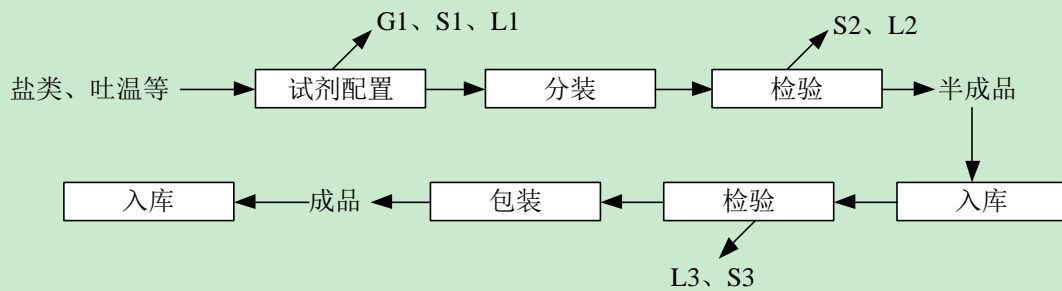 G1、S1、L1
S2、L2
盐类、吐温等
试剂配置
分装
检验
半成品
入库
成品
包装
检验
入库
L3、S3